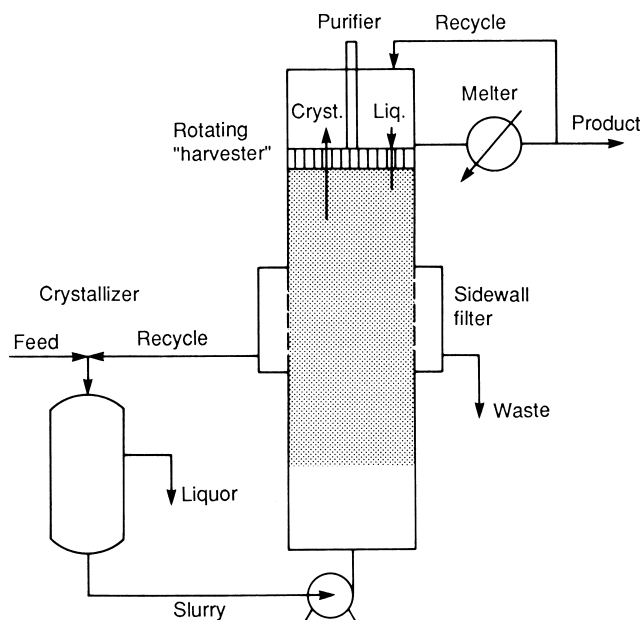 Purifier
Recycle
Cryst.
Liq.
Melter
Product
Rotating
"harvester"
Crystallizer
Sidewall
filter
Feed
Recycle
Waste
Liquor
Slurry